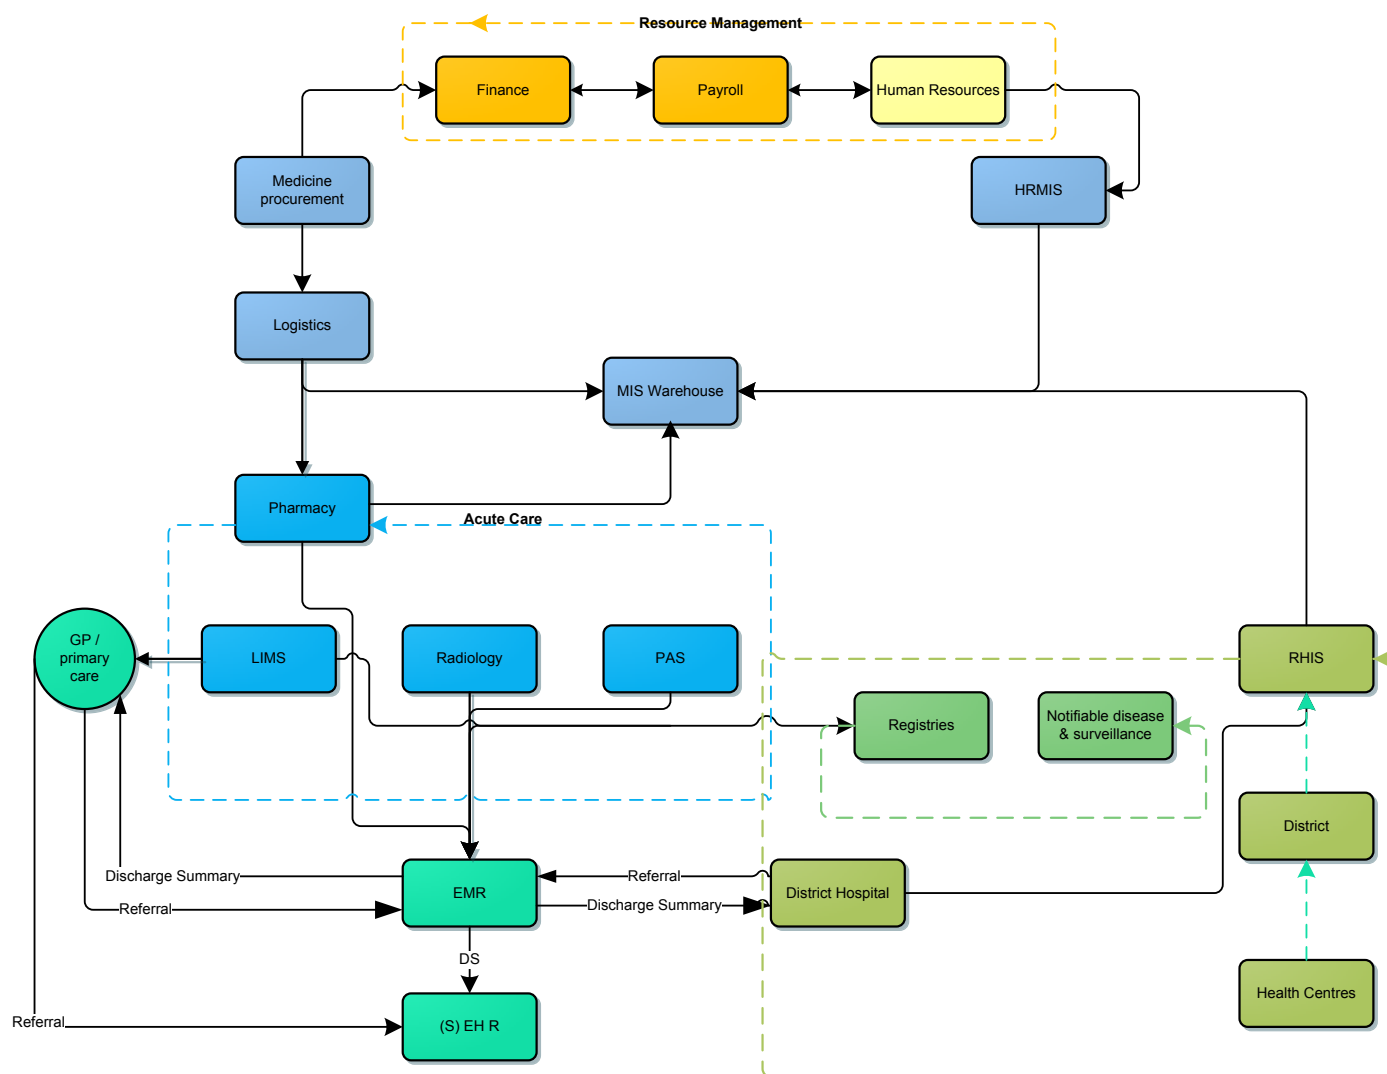 Resource Management
Finance
Payroll
Human Resources
Medicine
procurement
HRMIS
Logistics
MIS Warehouse
Pharmacy
Acute Care
GP /
primary
care
LIMS
Radiology
PAS
RHIS
Registries
Notifiable disease
& surveillance
District
Discharge Summary
EMR
Referral
District Hospital
Referral
Discharge Summary
DS
Health Centres
Referral
(S) EH R